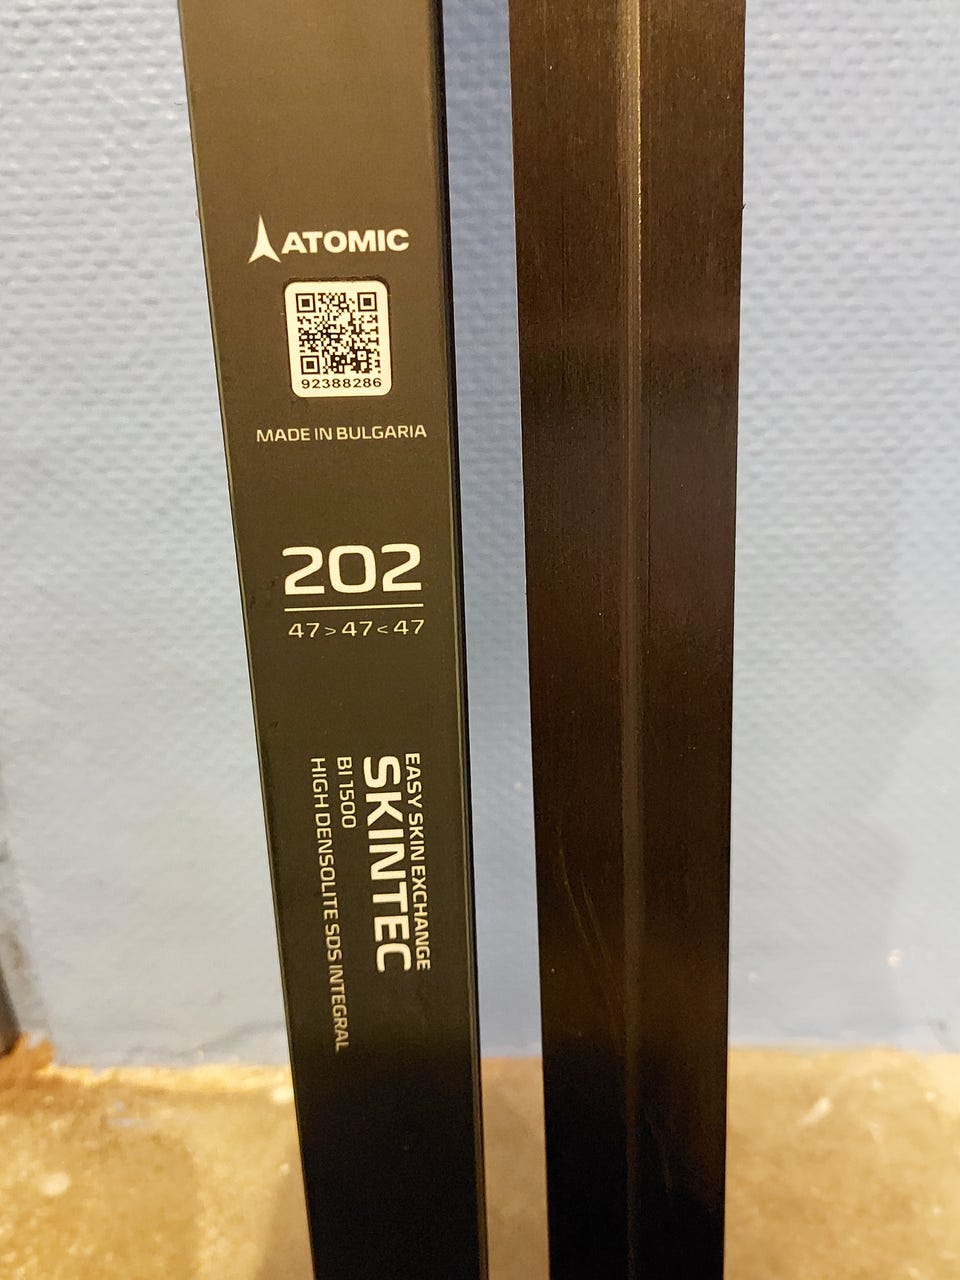 ATOMIC
92388286
MADE IN BULGARIA
202
47>47<47
EASY SKIN EXCHANGE
SKINTEC
BI 1500
HIGH DENSOLITE SDS INTEGRAL